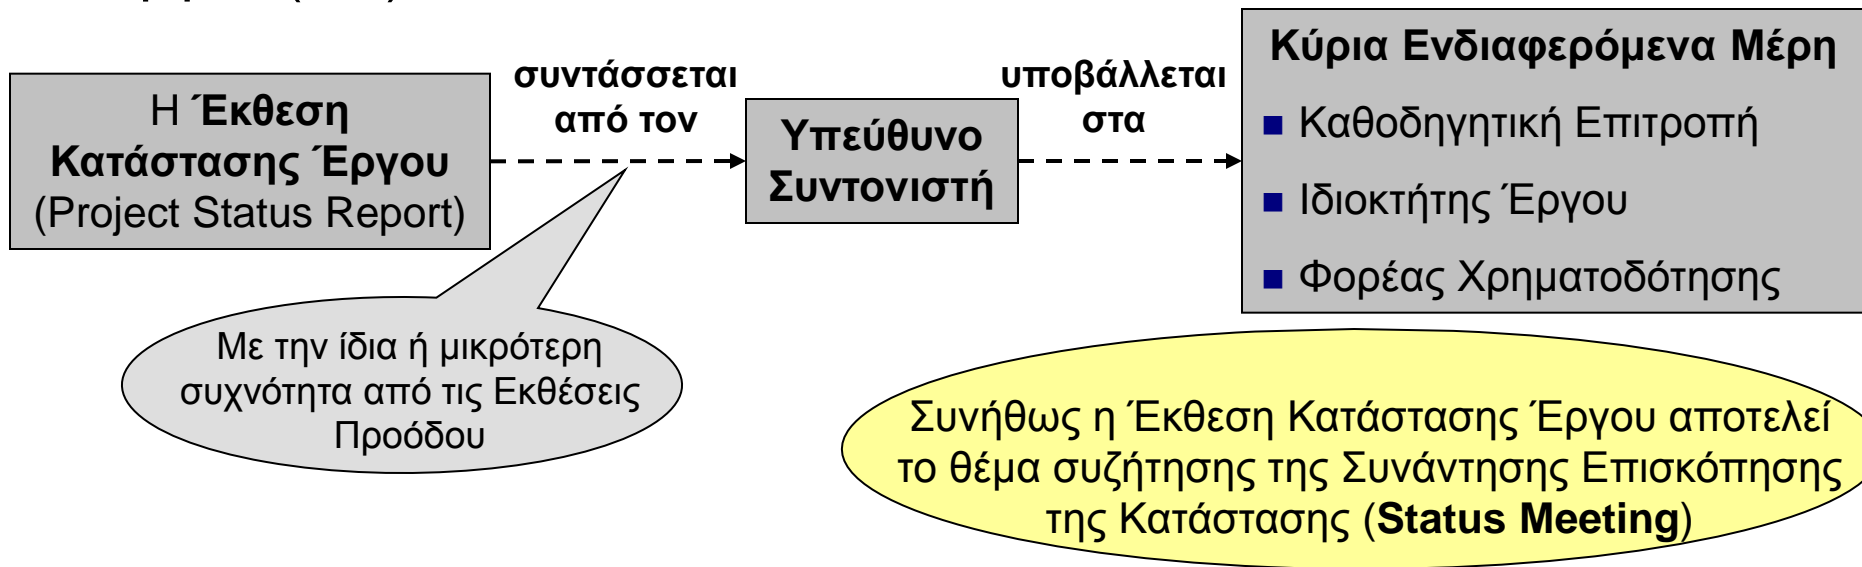 Η Έκθεση
Κατάστασης Έργου
(Project Status Report)
συντάσσεται
από τον
Υπεύθυνο
Συντονιστή
υποβάλλεται
στα
Κύρια Ενδιαφερόμενα Μέρη
Καθοδηγητική Επιτροπή
Ιδιοκτήτης Έργου
Φορέας Χρηματοδότησης
Με την ίδια ή μικρότερη
συχνότητα από τις Εκθέσεις
Προόδου
Συνήθως η Έκθεση Κατάστασης Έργου αποτελεί
το θέμα συζήτησης της Συνάντησης Επισκόπησης
της Κατάστασης (Status Meeting)